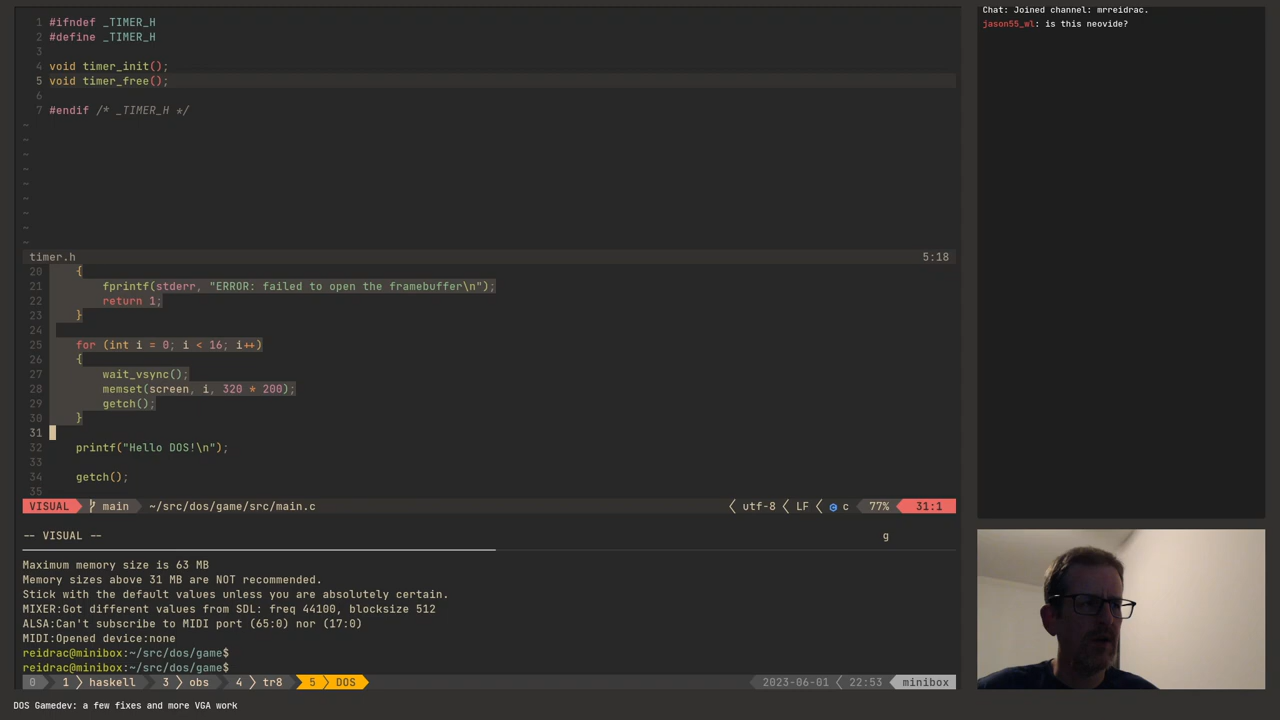 1 #ifndef _TIMER_H
2 #define _TIMER_H
3
4 void timer_init();
5 void timer_free();
6
7 #endif /* _TIMER_H */
~
~
~
~
~
~
~
~
~
timer.h 5:18
20 {
21 fprintf(stderr, "ERROR: failed to open the framebuffer\n");
22 return 1;
23 }
24
25 for (int i = 0; i < 16; i++)
26 {
27 wait_vsync();
28 memset(screen, i, 320 * 200);
29 getch();
30 }
31
32 printf("Hello DOS!\n");
33
34 getch();
35
VISUAL main ~/src/dos/game/src/main.c utf-8 LF c 77% 31:1
-- VISUAL -- g
Maximum memory size is 63 MB
Memory sizes above 31 MB are NOT recommended.
Stick with the default values unless you are absolutely certain.
MIXER:Got different values from SDL: freq 44100, blocksize 512
ALSA:Can't subscribe to MIDI port (65:0) nor (17:0)
MIDI:Opened device:none
reidrac@minibox:~/src/dos/game$
reidrac@minibox:~/src/dos/game$
0 1 haskell 3 obs 4 tr8 5 DOS 2023-06-01 22:53 minibox
DOS Gamedev: a few fixes and more VGA work
Chat: Joined channel: mrreidrac.
jason55_wl: is this neovide?